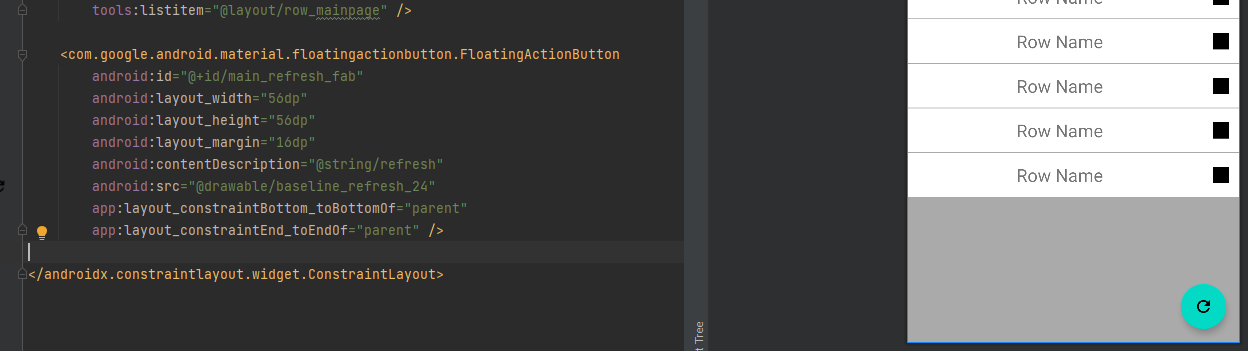 tools:listitem="@layout/row_mainpage" />
<com.google.android.material.floatingactionbutton.FloatingActionButton
android:id="@+id/main_refresh_fab"
android:layout_width="56dp"
android:layout_height="56dp"
android:layout_margin="16dp"
android:contentDescription="@string/refresh"
android:src="@drawable/baseline_refresh_24"
app:layout_constraintBottom_toBottomOf="parent"
app:layout_constraintEnd_toEndOf="parent" />
</androidx.constraintlayout.widget.ConstraintLayout>
t Tree
Row Name
Row Name
Row Name
Row Name